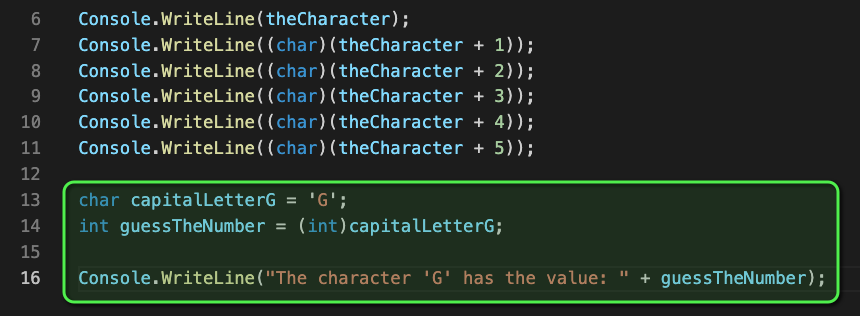 6 Console.WriteLine(theCharacter);
7 Console.WriteLine((char)(theCharacter + 1));
8 Console.WriteLine((char)(theCharacter + 2));
9 Console.WriteLine((char)(theCharacter + 3));
10 Console.WriteLine((char)(theCharacter + 4));
11 Console.WriteLine((char)(theCharacter + 5));
12
13 char capitalLetterG = 'G';
14 int guessTheNumber = (int)capitalLetterG;
15
16 Console.WriteLine("The character 'G' has the value: " + guessTheNumber);